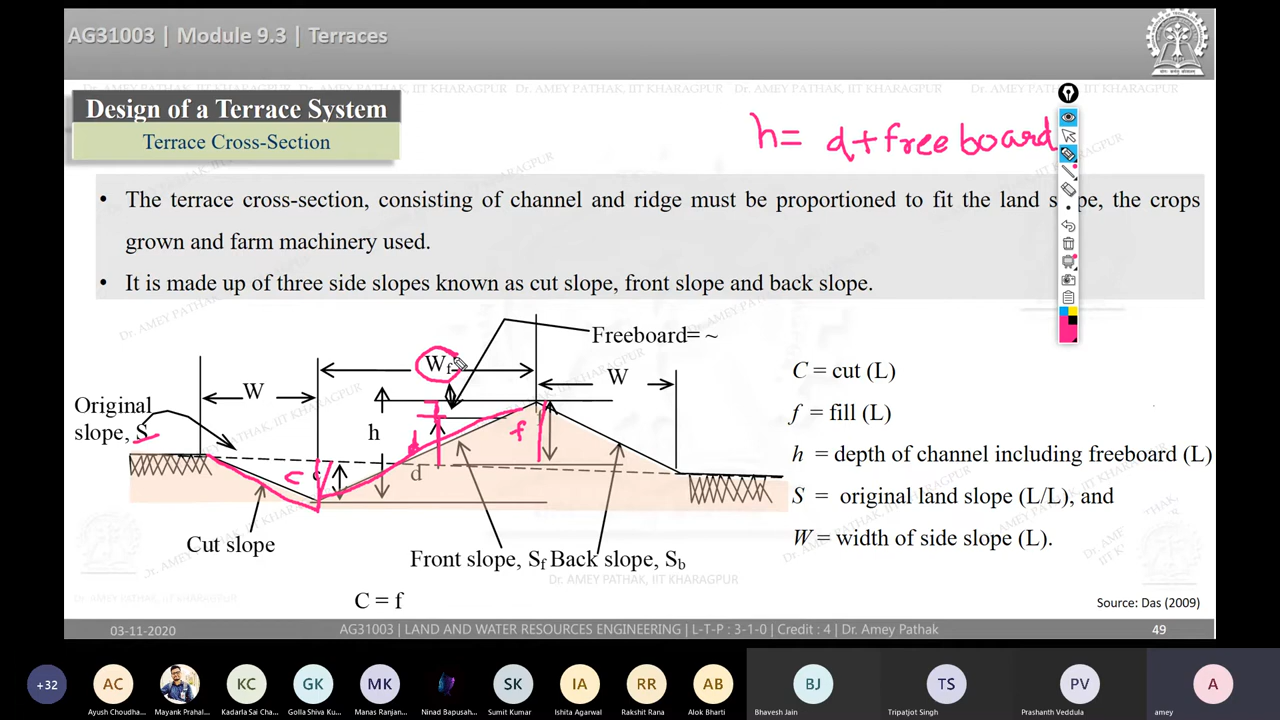 AG31003 | Module 9.3 | Terraces
Design of a Terrace System
Terrace Cross-Section
h = d + free board
• The terrace cross-section, consisting of channel and ridge must be proportioned to fit the land slope, the crops
grown and farm machinery used.
• It is made up of three side slopes known as cut slope, front slope and back slope.
Freeboard= ~
Wf
W
W
Original
slope, S
h
d
f
C
c
d
Cut slope
Front slope, Sf
Back slope, Sb
C = f
C = cut (L)
f = fill (L)
h = depth of channel including freeboard (L)
S = original land slope (L/L), and
W = width of side slope (L).
Dr. AMEY PATHAK, IIT KHARAGPUR
Source: Das (2009)
03-11-2020
AG31003 | LAND AND WATER RESOURCES ENGINEERING | L-T-P : 3-1-0 | Credit : 4 | Dr. Amey Pathak
49
+32
AC
KC
GK
MK
SK
IA
RR
AB
BJ
TS
PV
A
Ayush Choudha...
Mayank Prahal...
Kadarla Sai Cha...
Golla Shiva Ku...
Manas Ranjan...
Ninad Bapusah...
Sumit Kumar
Ishita Agarwal
Rakshit Rana
Alok Bharti
Bhavesh Jain
Tripatjot Singh
Prashanth Veddula
amey